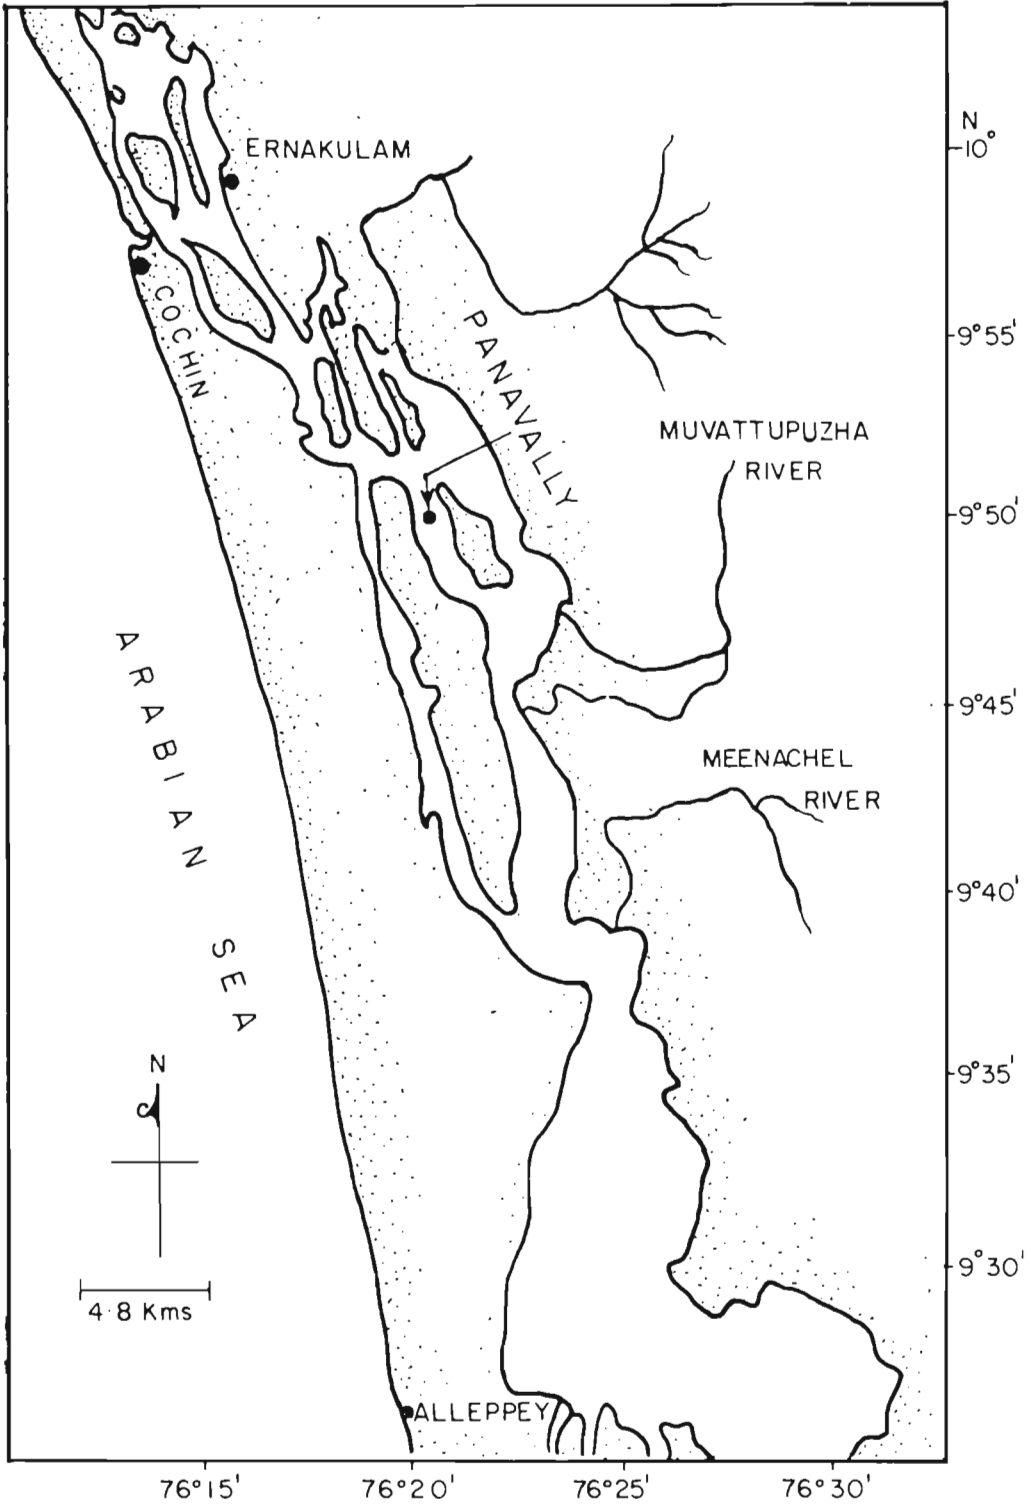 N
10°
ERNAKULAM
COCHIN
PANAVALLY
9°55'
MUVATTUPUZHA
RIVER
9°50'
ARABIAN SEA
9°45'
MEENACHEL
RIVER
9°40'
N
9°35'
9°30'
4·8 Kms
ALLEPPEY
76°15' 76°20' 76°25' 76°30'